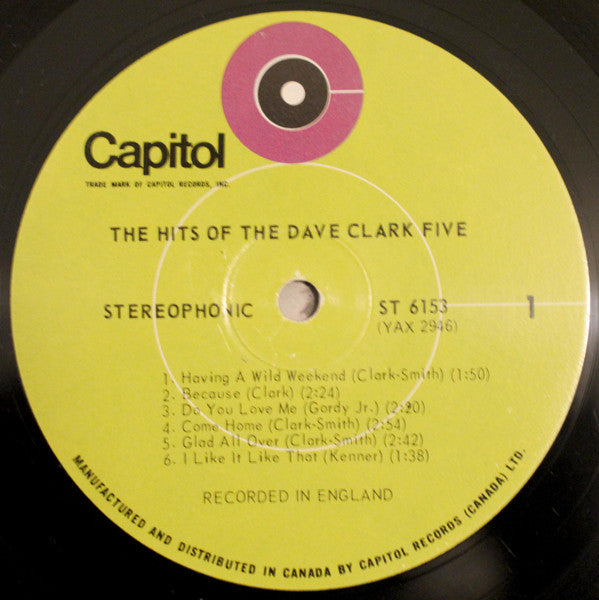 Capitol
TRADE MARK OF CAPITOL RECORDS, INC.
THE HITS OF THE DAVE CLARK FIVE
STEREOPHONIC
ST 6153
(YAX 2946)
1
1. Having A Wild Weekend (Clark-Smith) (1:50)
2. Because (Clark) (2:24)
3. Do You Love Me (Gordy Jr.) (2:20)
4. Come Home (Clark-Smith) (2:54)
5. Glad All Over (Clark-Smith) (2:42)
6. I Like It Like That (Kenner) (1:38)
RECORDED IN ENGLAND
MANUFACTURED AND DISTRIBUTED IN CANADA BY CAPITOL RECORDS (CANADA) LTD.